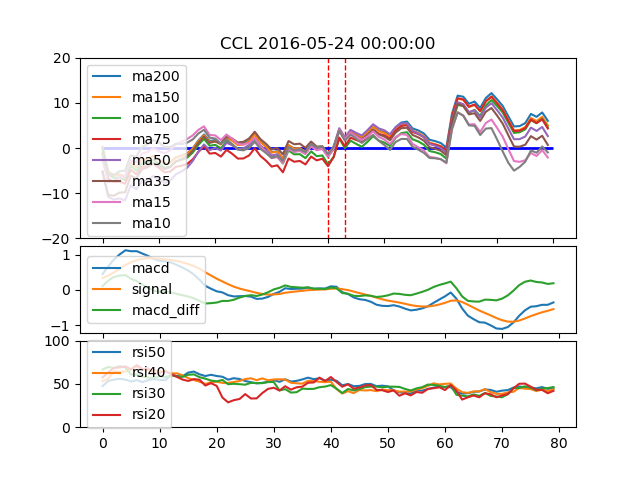 CCL 2016-05-24 00:00:00
20
10
0
−10
−20
ma200
ma150
ma100
ma75
ma50
ma35
ma15
ma10
1
0
−1
macd
signal
macd_diff
100
50
0
rsi50
rsi40
rsi30
rsi20
0 10 20 30 40 50 60 70 80